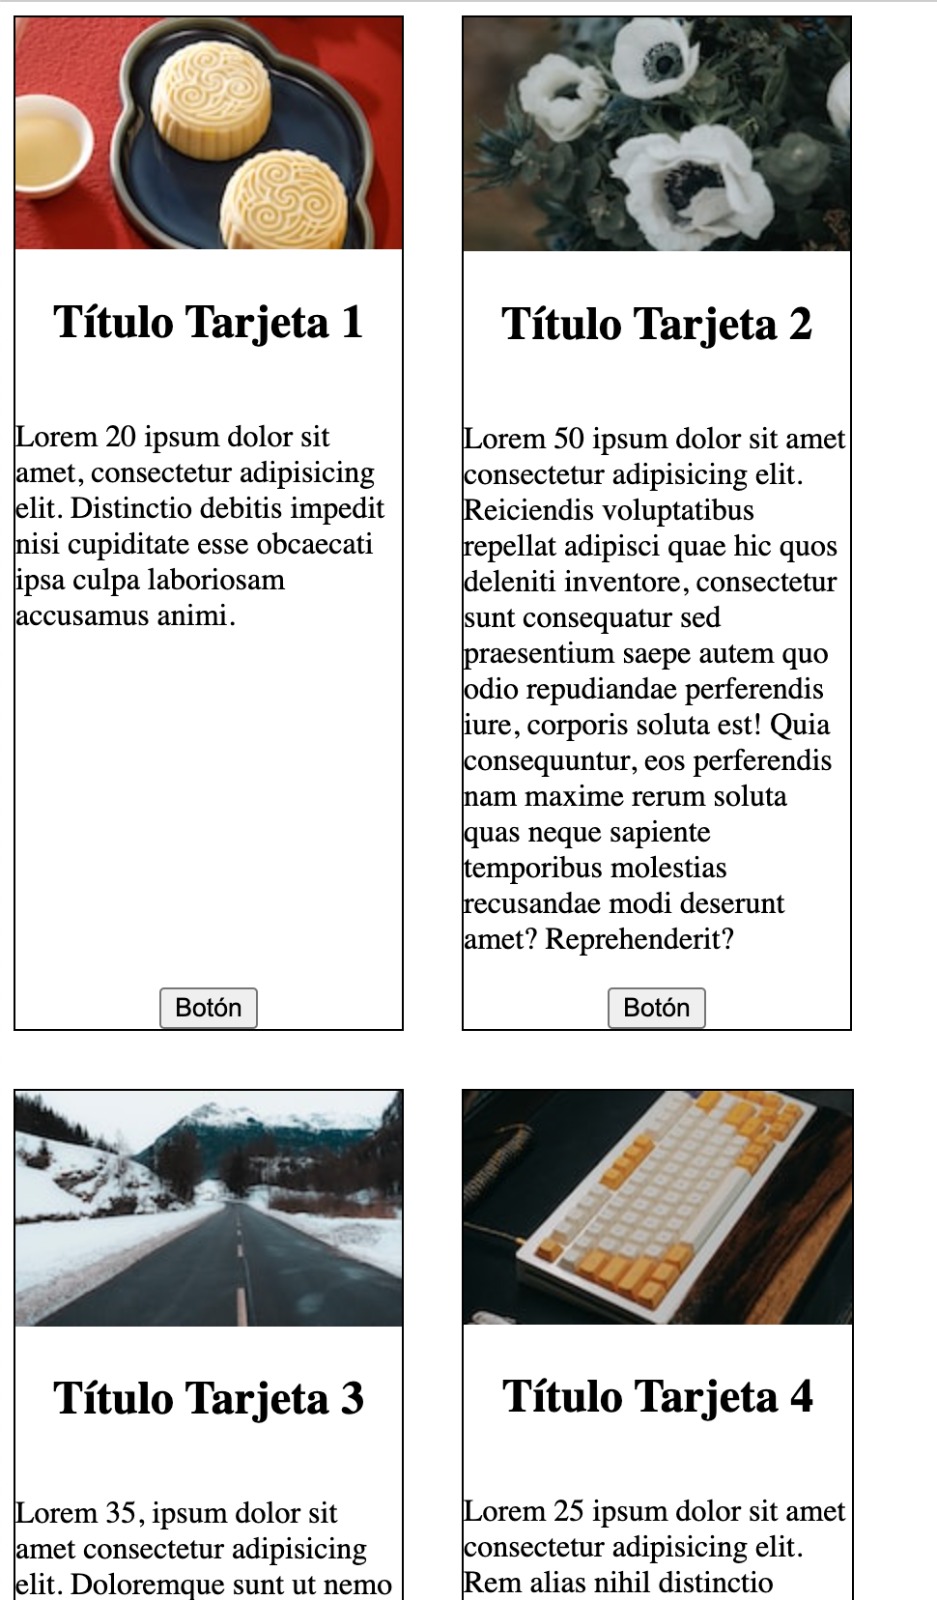 Título Tarjeta 1
Lorem 20 ipsum dolor sit
amet, consectetur adipisicing
elit. Distinctio debitis impedit
nisi cupiditate esse obcaecati
ipsa culpa laboriosam
accusamus animi.
Botón
Título Tarjeta 2
Lorem 50 ipsum dolor sit amet
consectetur adipisicing elit.
Reiciendis voluptatibus
repellat adipisci quae hic quos
deleniti inventore, consectetur
sunt consequatur sed
praesentium saepe autem quo
odio repudiandae perferendis
iure, corporis soluta est! Quia
consequuntur, eos perferendis
nam maxime rerum soluta
quas neque sapiente
temporibus molestias
recusandae modi deserunt
amet? Reprehenderit?
Botón
Título Tarjeta 3
Lorem 35, ipsum dolor sit
amet consectetur adipisicing
elit. Doloremque sunt ut nemo
Título Tarjeta 4
Lorem 25 ipsum dolor sit amet
consectetur adipisicing elit.
Rem alias nihil distinctio